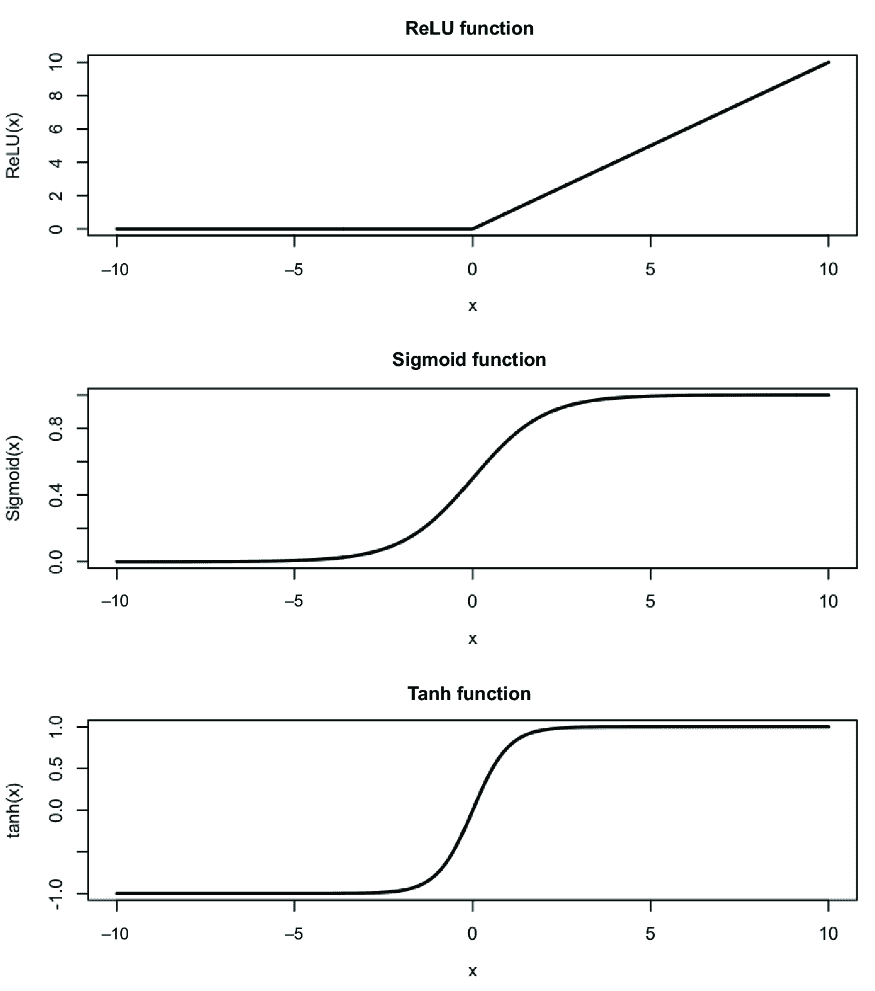 ReLU function
10
8
6
4
2
0
ReLU(x)
–10 –5 0 5 10
x
Sigmoid function
0.8
0.4
0.0
Sigmoid(x)
–10 –5 0 5 10
x
Tanh function
1.0
0.5
0.0
-1.0
tanh(x)
–10 –5 0 5 10
x